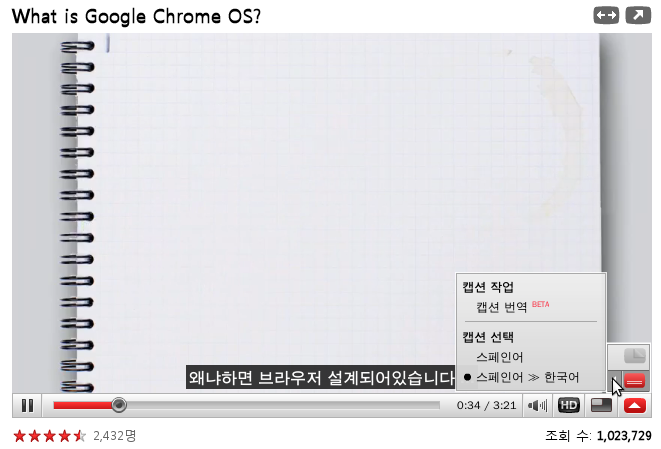 What is Google Chrome OS?
캡션 작업
캡션 번역 BETA
캡션 선택
스페인어
● 스페인어 ≫ 한국어
왜냐하면 브라우저 설계되어있습니다
0:34 / 3:21
HD
2,432명
조회 수: 1,023,729